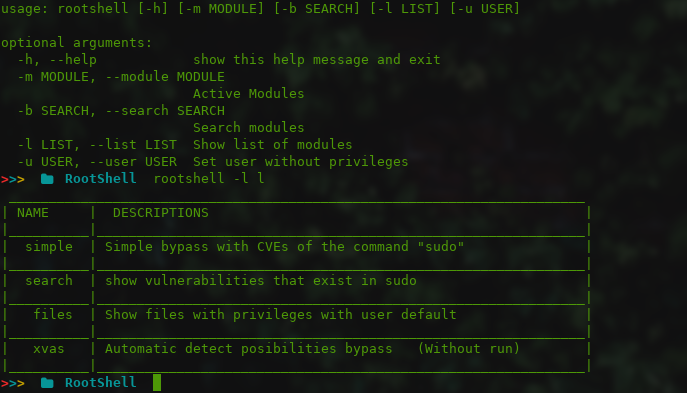 usage: rootshell [-h] [-m MODULE] [-b SEARCH] [-l LIST] [-u USER]
optional arguments:
-h, --help show this help message and exit
-m MODULE, --module MODULE
Active Modules
-b SEARCH, --search SEARCH
Search modules
-l LIST, --list LIST Show list of modules
-u USER, --user USER Set user without privileges
>>> RootShell rootshell -l l
| NAME | DESCRIPTIONS |
| simple | Simple bypass with CVEs of the command "sudo" |
| search | show vulnerabilities that exist in sudo |
| files | Show files with privileges with user default |
| xvas | Automatic detect posibilities bypass (Without run) |
>>> RootShell